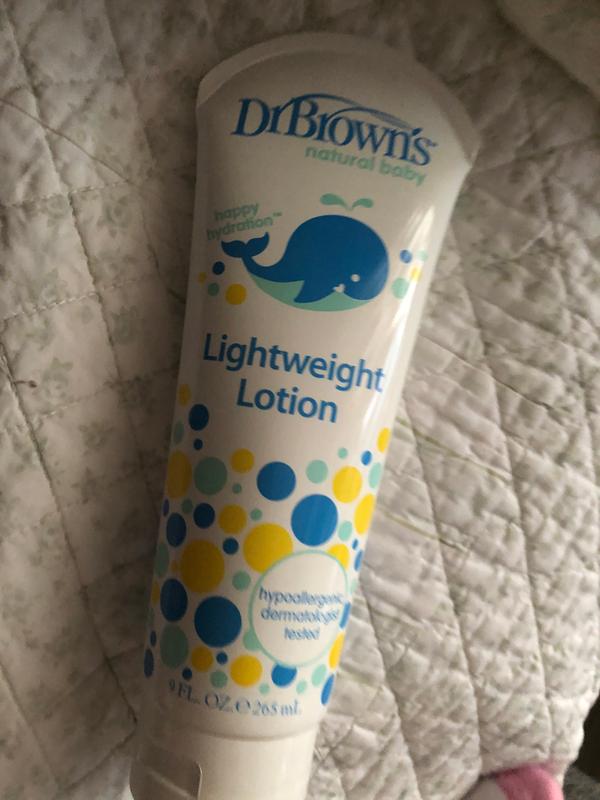 DrBrown's
natural baby
happy
hydration™
Lightweight
Lotion
hypoallergenic
dermatologist
tested
9 FL. OZ. ℮ 265 mL